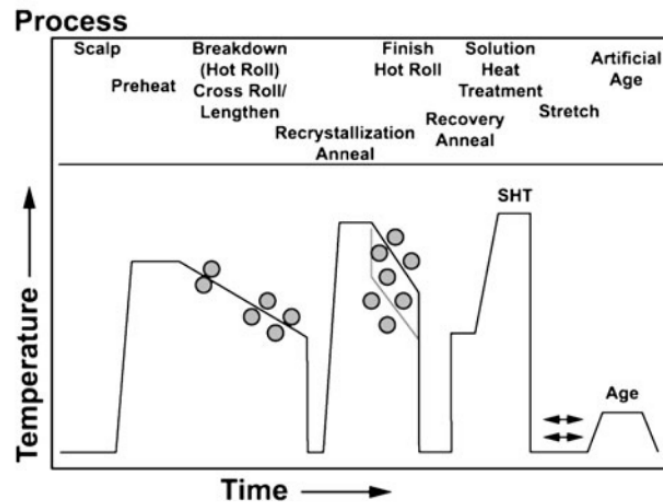 Process
Scalp
Preheat
Breakdown
(Hot Roll)
Cross Roll/
Lengthen
Recrystallization
Anneal
Finish
Hot Roll
Recovery
Anneal
Solution
Heat
Treatment
Stretch
Artificial
Age
SHT
Age
Temperature
Time